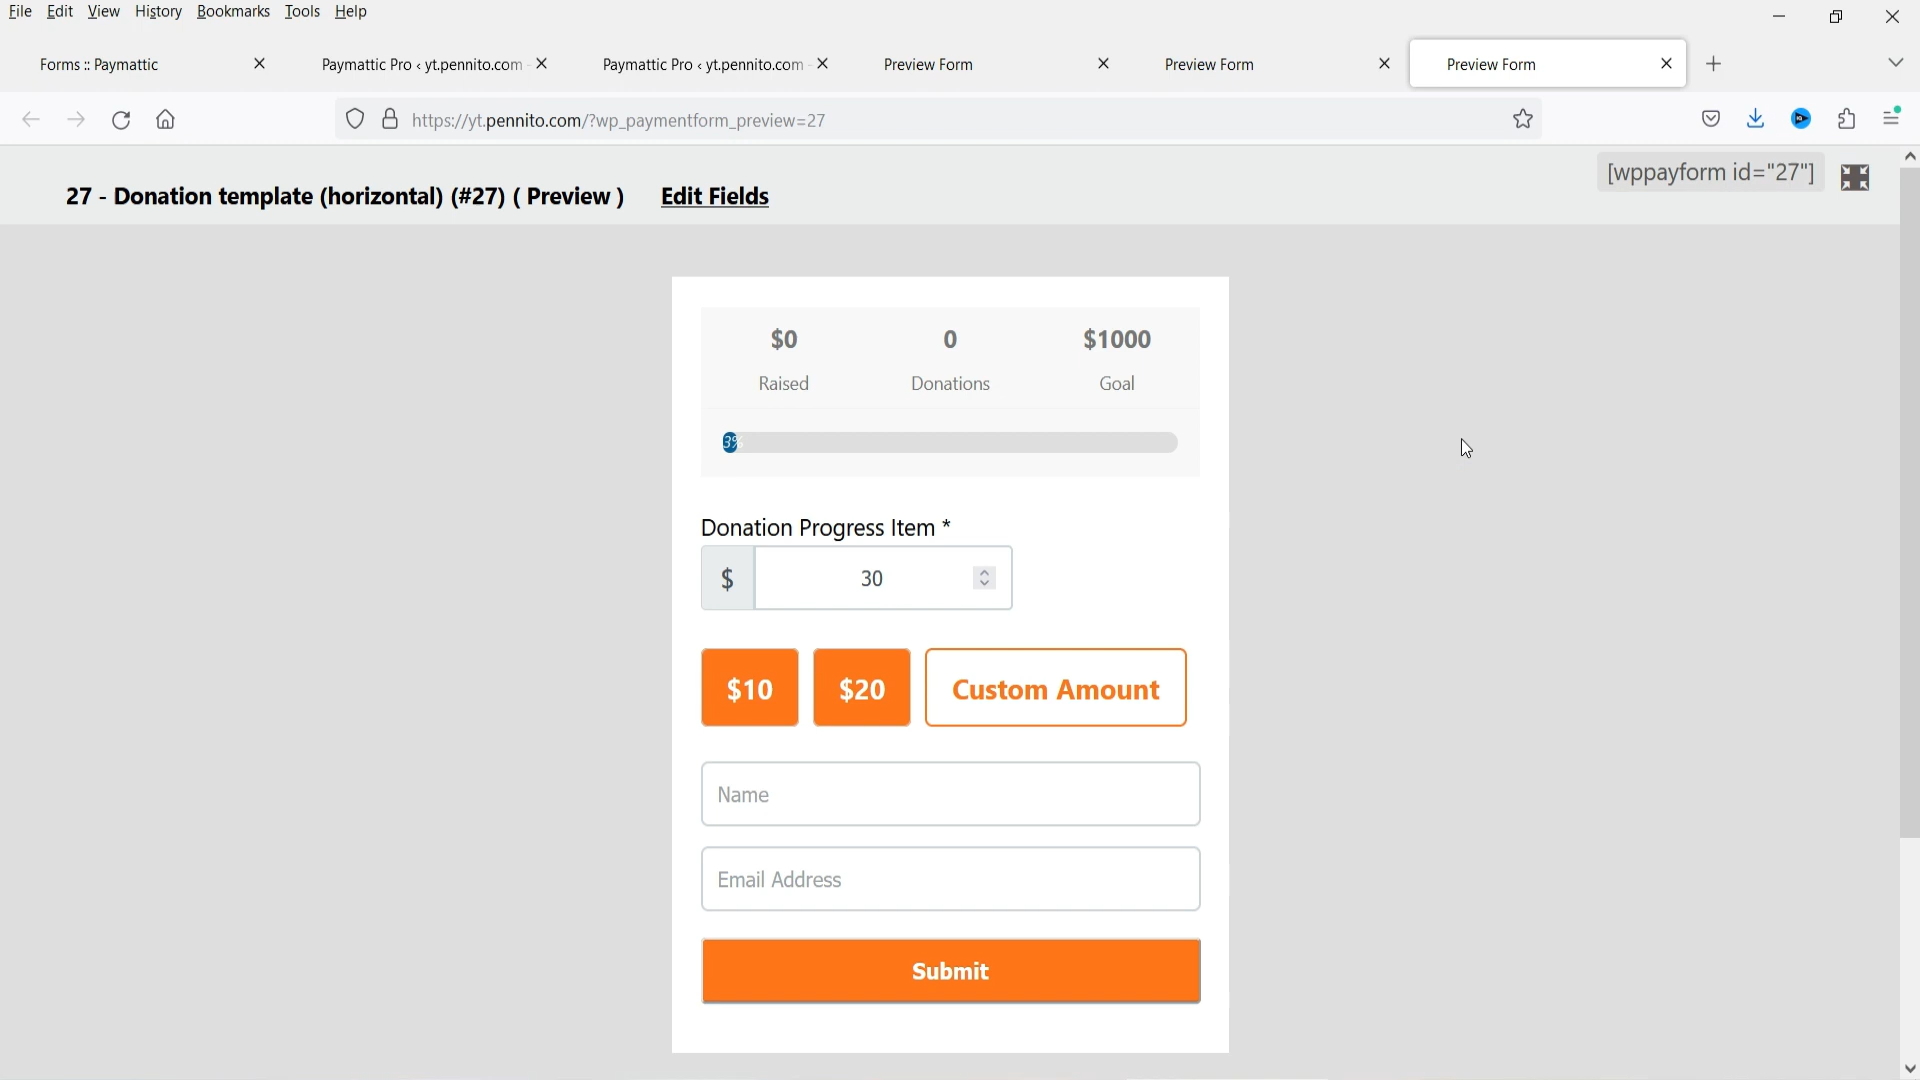 File Edit View History Bookmarks Tools Help
Forms :: Paymattic
Paymattic Pro ‹ yt.pennito.com
Paymattic Pro ‹ yt.pennito.com
Preview Form
Preview Form
Preview Form
https://yt.pennito.com/?wp_paymentform_preview=27
[wppayform id="27"]
27 - Donation template (horizontal) (#27) ( Preview ) Edit Fields
$0 0 $1000
Raised Donations Goal
3%
Donation Progress Item *
$ 30
$10 $20 Custom Amount
Name
Email Address
Submit